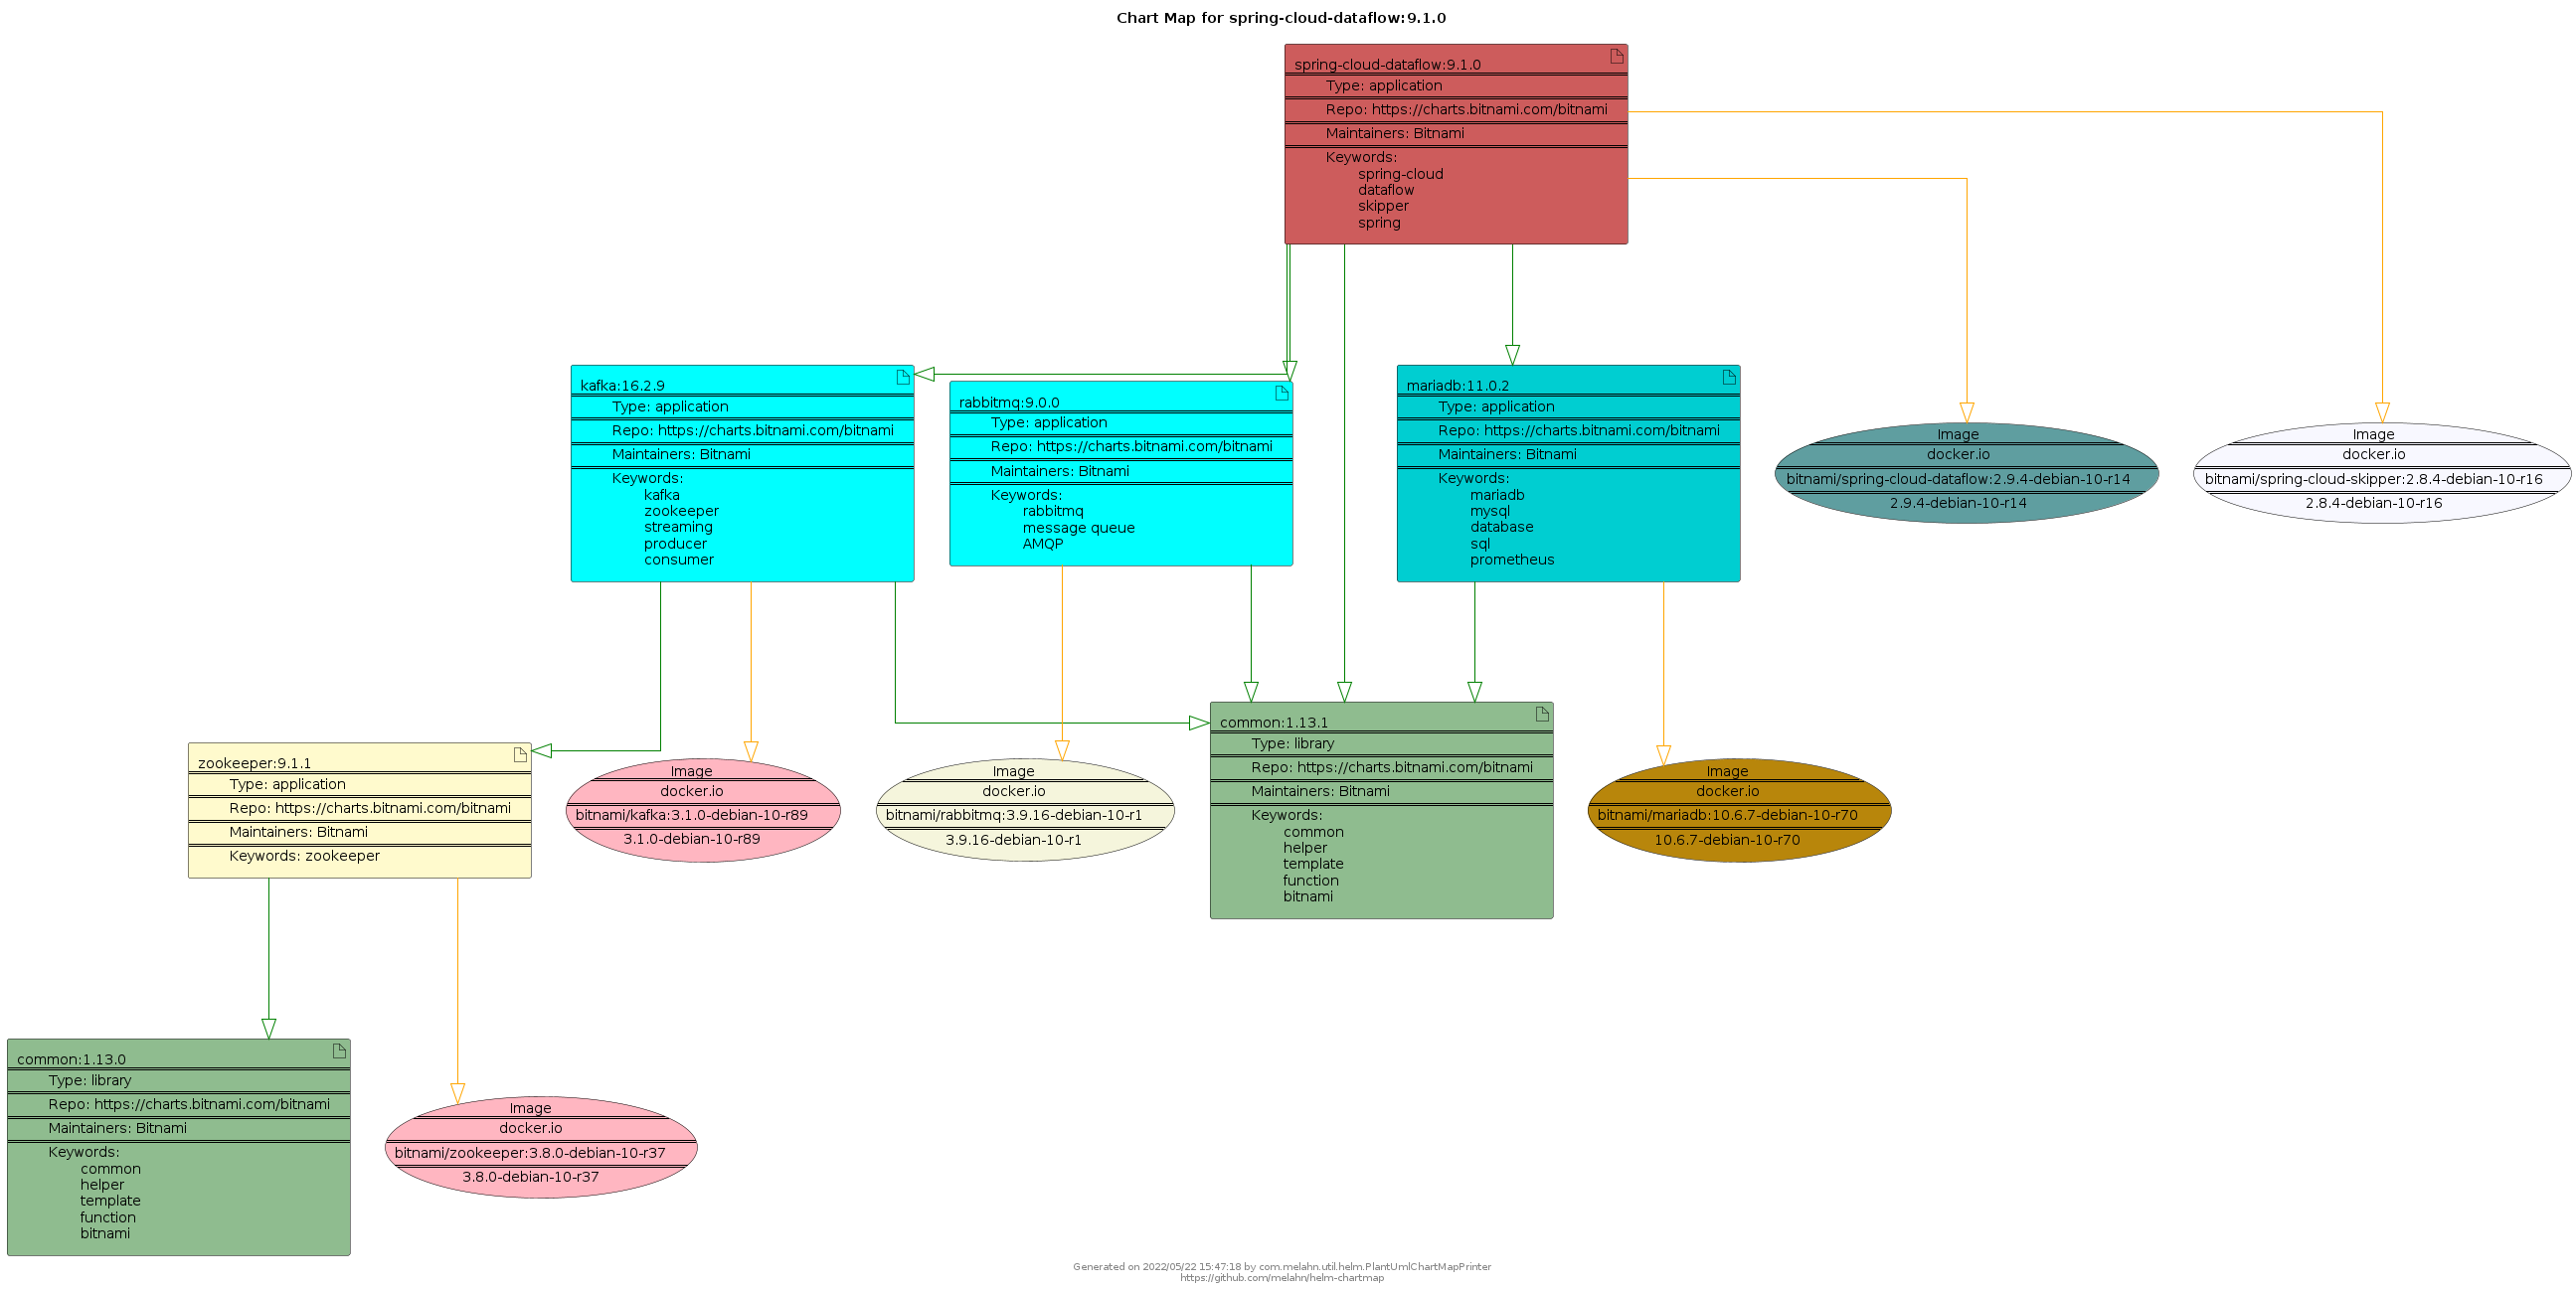 Chart Map for spring-cloud-dataflow:9.1.0
spring-cloud-dataflow:9.1.0
Type: application
Repo: https://charts.bitnami.com/bitnami
Maintainers: Bitnami
Keywords:
spring-cloud
dataflow
skipper
spring
kafka:16.2.9
Type: application
Repo: https://charts.bitnami.com/bitnami
Maintainers: Bitnami
Keywords:
kafka
zookeeper
streaming
producer
consumer
rabbitmq:9.0.0
Type: application
Repo: https://charts.bitnami.com/bitnami
Maintainers: Bitnami
Keywords:
rabbitmq
message queue
AMQP
mariadb:11.0.2
Type: application
Repo: https://charts.bitnami.com/bitnami
Maintainers: Bitnami
Keywords:
mariadb
mysql
database
sql
prometheus
Image
docker.io
bitnami/spring-cloud-dataflow:2.9.4-debian-10-r14
2.9.4-debian-10-r14
Image
docker.io
bitnami/spring-cloud-skipper:2.8.4-debian-10-r16
2.8.4-debian-10-r16
zookeeper:9.1.1
Type: application
Repo: https://charts.bitnami.com/bitnami
Maintainers: Bitnami
Keywords: zookeeper
Image
docker.io
bitnami/kafka:3.1.0-debian-10-r89
3.1.0-debian-10-r89
Image
docker.io
bitnami/rabbitmq:3.9.16-debian-10-r1
3.9.16-debian-10-r1
common:1.13.1
Type: library
Repo: https://charts.bitnami.com/bitnami
Maintainers: Bitnami
Keywords:
common
helper
template
function
bitnami
Image
docker.io
bitnami/mariadb:10.6.7-debian-10-r70
10.6.7-debian-10-r70
common:1.13.0
Type: library
Repo: https://charts.bitnami.com/bitnami
Maintainers: Bitnami
Keywords:
common
helper
template
function
bitnami
Image
docker.io
bitnami/zookeeper:3.8.0-debian-10-r37
3.8.0-debian-10-r37
Generated on 2022/05/22 15:47:18 by com.melahn.util.helm.PlantUmlChartMapPrinter
https://github.com/melahn/helm-chartmap